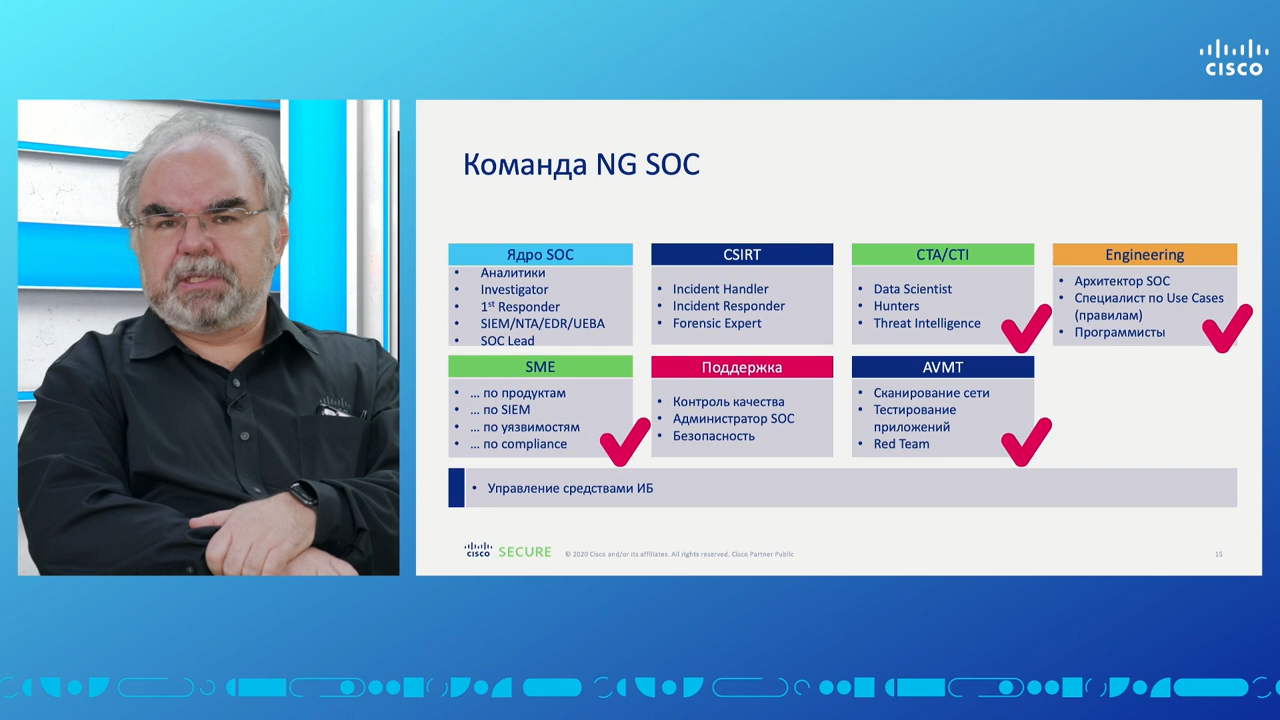 CISCO
Команда NG SOC
Ядро SOC
• Аналитики
• Investigator
• 1st Responder
• SIEM/NTA/EDR/UEBA
• SOC Lead
CSIRT
• Incident Handler
• Incident Responder
• Forensic Expert
CTA/CTI
• Data Scientist
• Hunters
• Threat Intelligence
Engineering
• Архитектор SOC
• Специалист по Use Cases
(правилам)
• Программисты
SME
• ... по продуктам
• ... по SIEM
• ... по уязвимостям
• ... по compliance
Поддержка
• Контроль качества
• Администратор SOC
• Безопасность
AVMT
• Сканирование сети
• Тестирование
приложений
• Red Team
• Управление средствами ИБ
CISCO SECURE
© 2020 Cisco and/or its affiliates. All rights reserved. Cisco Partner Public
15